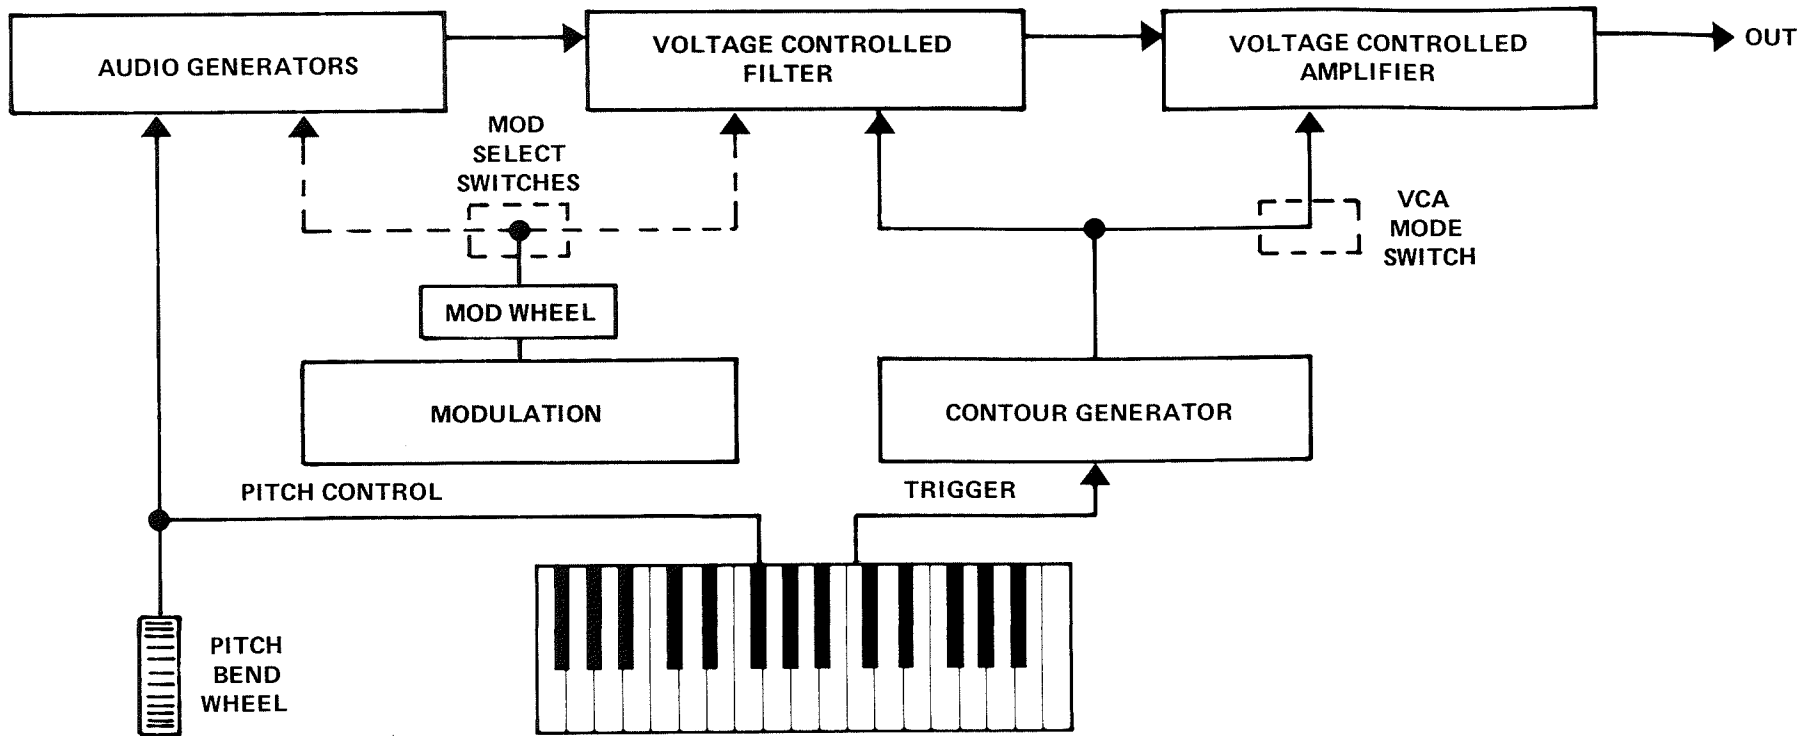 AUDIO GENERATORS
VOLTAGE CONTROLLED
FILTER
VOLTAGE CONTROLLED
AMPLIFIER
OUT
MOD
SELECT
SWITCHES
VCA
MODE
SWITCH
MOD WHEEL
MODULATION
CONTOUR GENERATOR
PITCH CONTROL
TRIGGER
PITCH
BEND
WHEEL